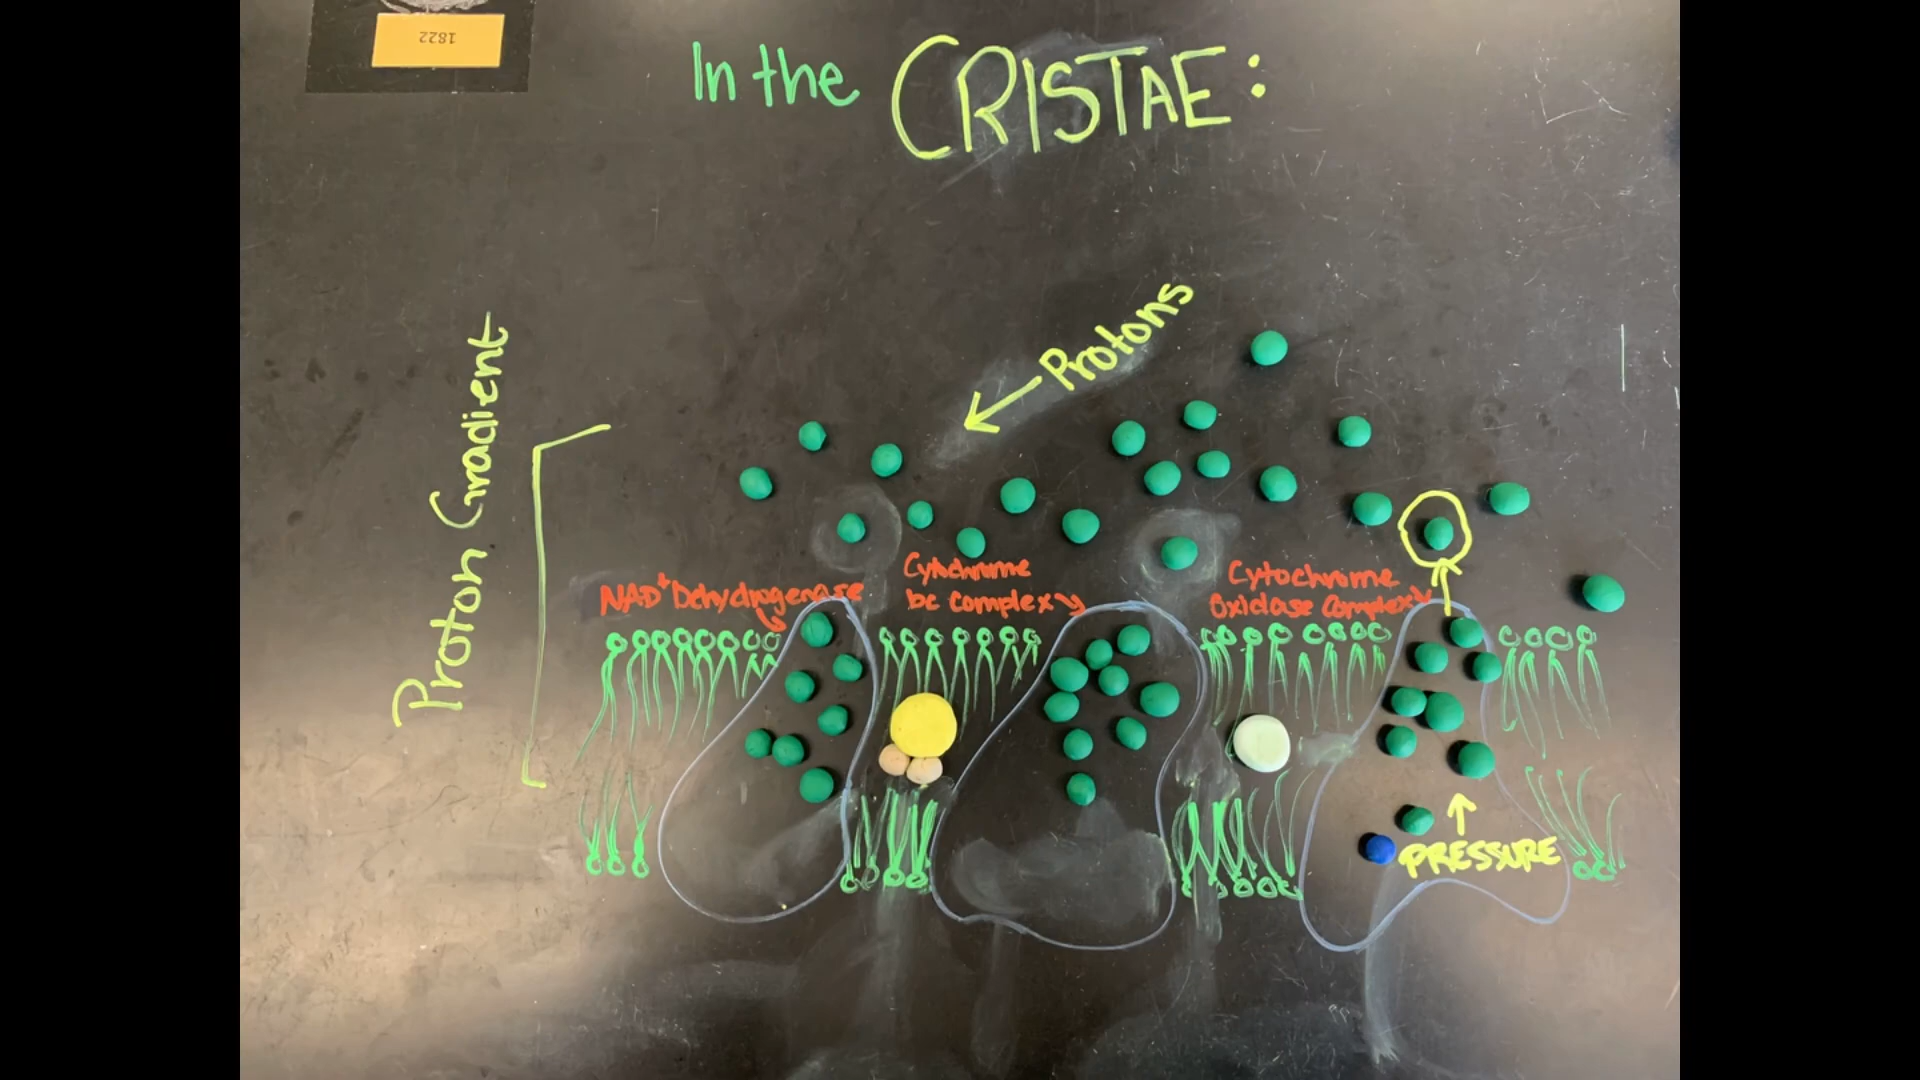 1822
In the CRISTAE:
Protons
Proton Gradient
NAD+ Dehydrogenase
Cytochrome
bc Complex
Cytochrome
Oxidase Complex
PRESSURE